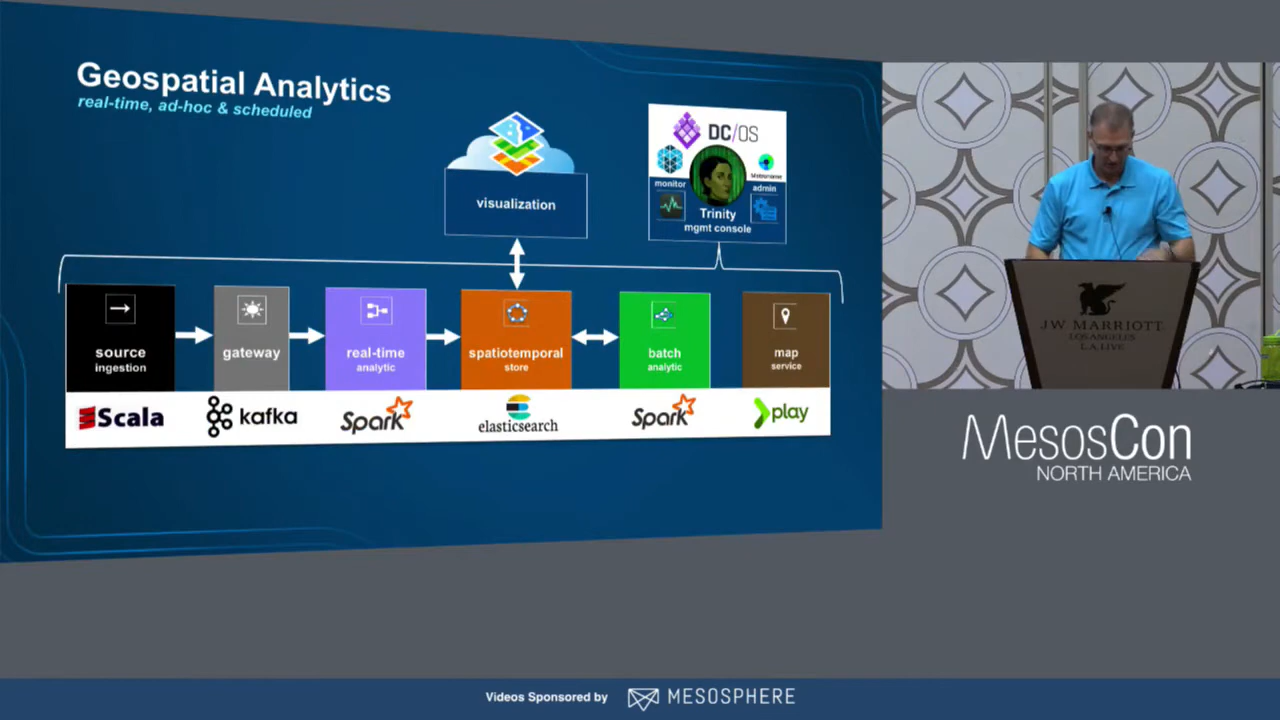 Geospatial Analytics
real-time, ad-hoc & scheduled
visualization
DC/OS
monitor
Metronome
admin
Trinity
mgmt console
source
ingestion
gateway
real-time
analytic
spatiotemporal
store
batch
analytic
map
service
Scala
kafka
Spark
elasticsearch
Spark
play
JW MARRIOTT
LOS ANGELES
L.A. LIVE
MesosCon
NORTH AMERICA
Videos Sponsored by
MESOSPHERE